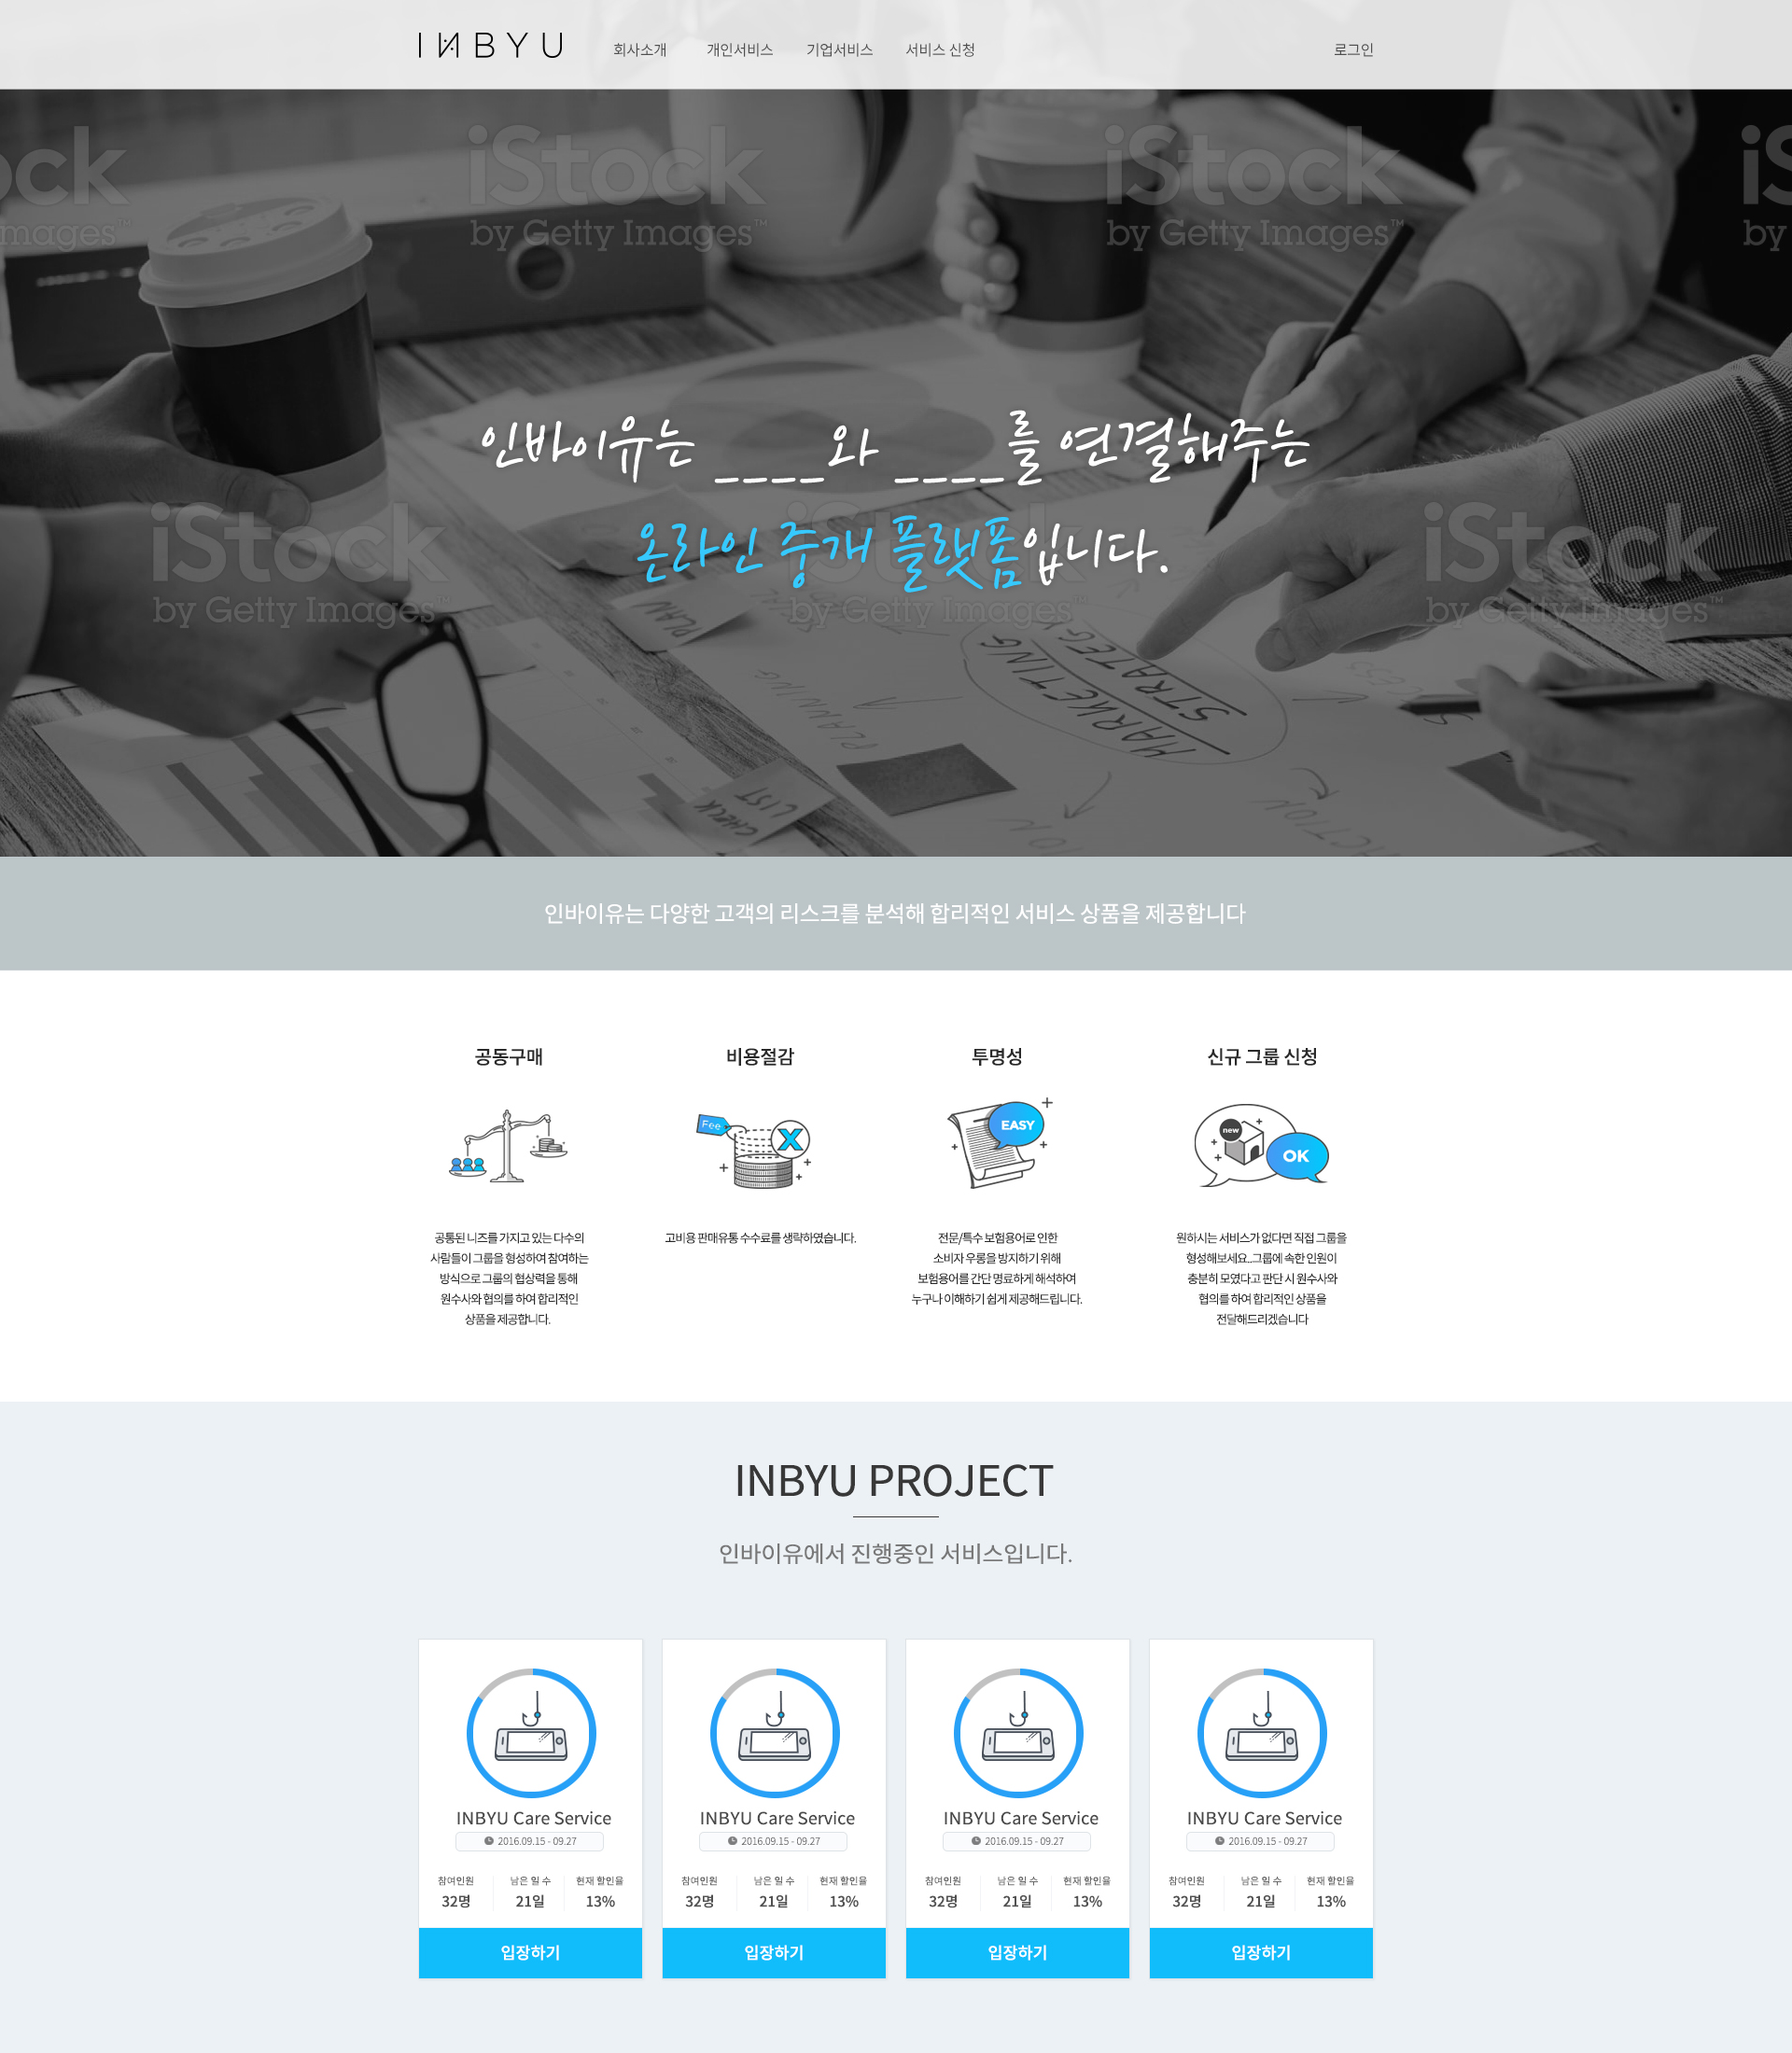 INBYU
회사소개 개인서비스 기업서비스 서비스 신청 로그인
ock iStock iStock iS
mages™ by Getty Images™ by Getty Images™ by
인바이유는 ____와 ____를 연결해주는
온라인 중개 플랫폼입니다.
iStock iStock iStock
by Getty Images™ by Getty Images™ by Getty Images™
PLAN
MARKETING
STRATEG
PLANNING
CHECK
LIST
인바이유는 다양한 고객의 리스크를 분석해 합리적인 서비스 상품을 제공합니다
공동구매
비용절감
투명성
신규 그룹 신청
Fee
X
EASY
new
OK
공통된 니즈를 가지고 있는 다수의
사람들이 그룹을 형성하여 참여하는
방식으로 그룹의 협상력을 통해
원수사와 협의를 하여 합리적인
상품을 제공합니다.
고비용 판매유통 수수료를 생략하였습니다.
전문/특수 보험용어로 인한
소비자 우롱을 방지하기 위해
보험용어를 간단 명료하게 해석하여
누구나 이해하기 쉽게 제공해드립니다.
원하시는 서비스가 없다면 직접 그룹을
형성해보세요..그룹에 속한 인원이
충분히 모였다고 판단 시 원수사와
협의를 하여 합리적인 상품을
전달해드리겠습니다
INBYU PROJECT
인바이유에서 진행중인 서비스입니다.
INBYU Care Service
2016.09.15 - 09.27
참여인원 남은 일 수 현재 할인율
32명 21일 13%
입장하기
INBYU Care Service
2016.09.15 - 09.27
참여인원 남은 일 수 현재 할인율
32명 21일 13%
입장하기
INBYU Care Service
2016.09.15 - 09.27
참여인원 남은 일 수 현재 할인율
32명 21일 13%
입장하기
INBYU Care Service
2016.09.15 - 09.27
참여인원 남은 일 수 현재 할인율
32명 21일 13%
입장하기